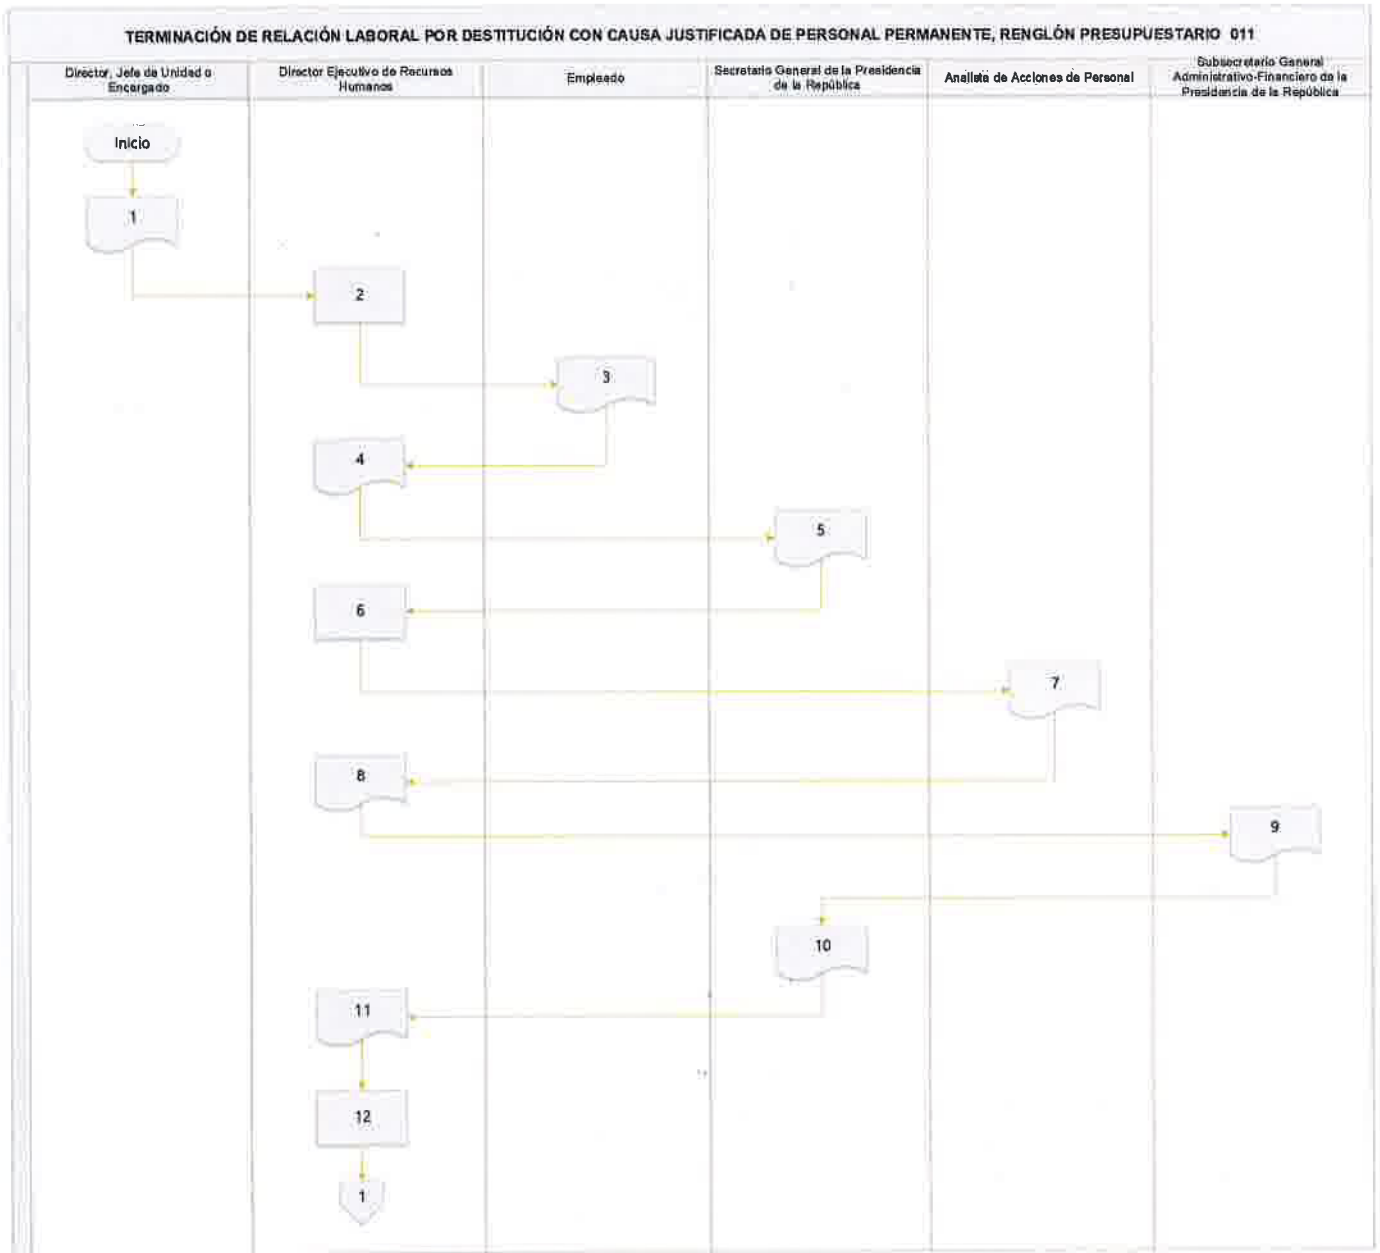 TERMINACIÓN DE RELACIÓN LABORAL POR DESTITUCIÓN CON CAUSA JUSTIFICADA DE PERSONAL PERMANENTE, RENGLÓN PRESUPUESTARIO 011
Director, Jefe de Unidad o
Encargado
Director Ejecutivo de Recursos
Humanos
Empleado
Secretario General de la Presidencia
de la República
Analista de Acciones de Personal
Subsecretario General
Administrativo-Financiero de la
Presidencia de la República
Inicio
1
2
3
4
5
6
7
8
9
10
11
12
1